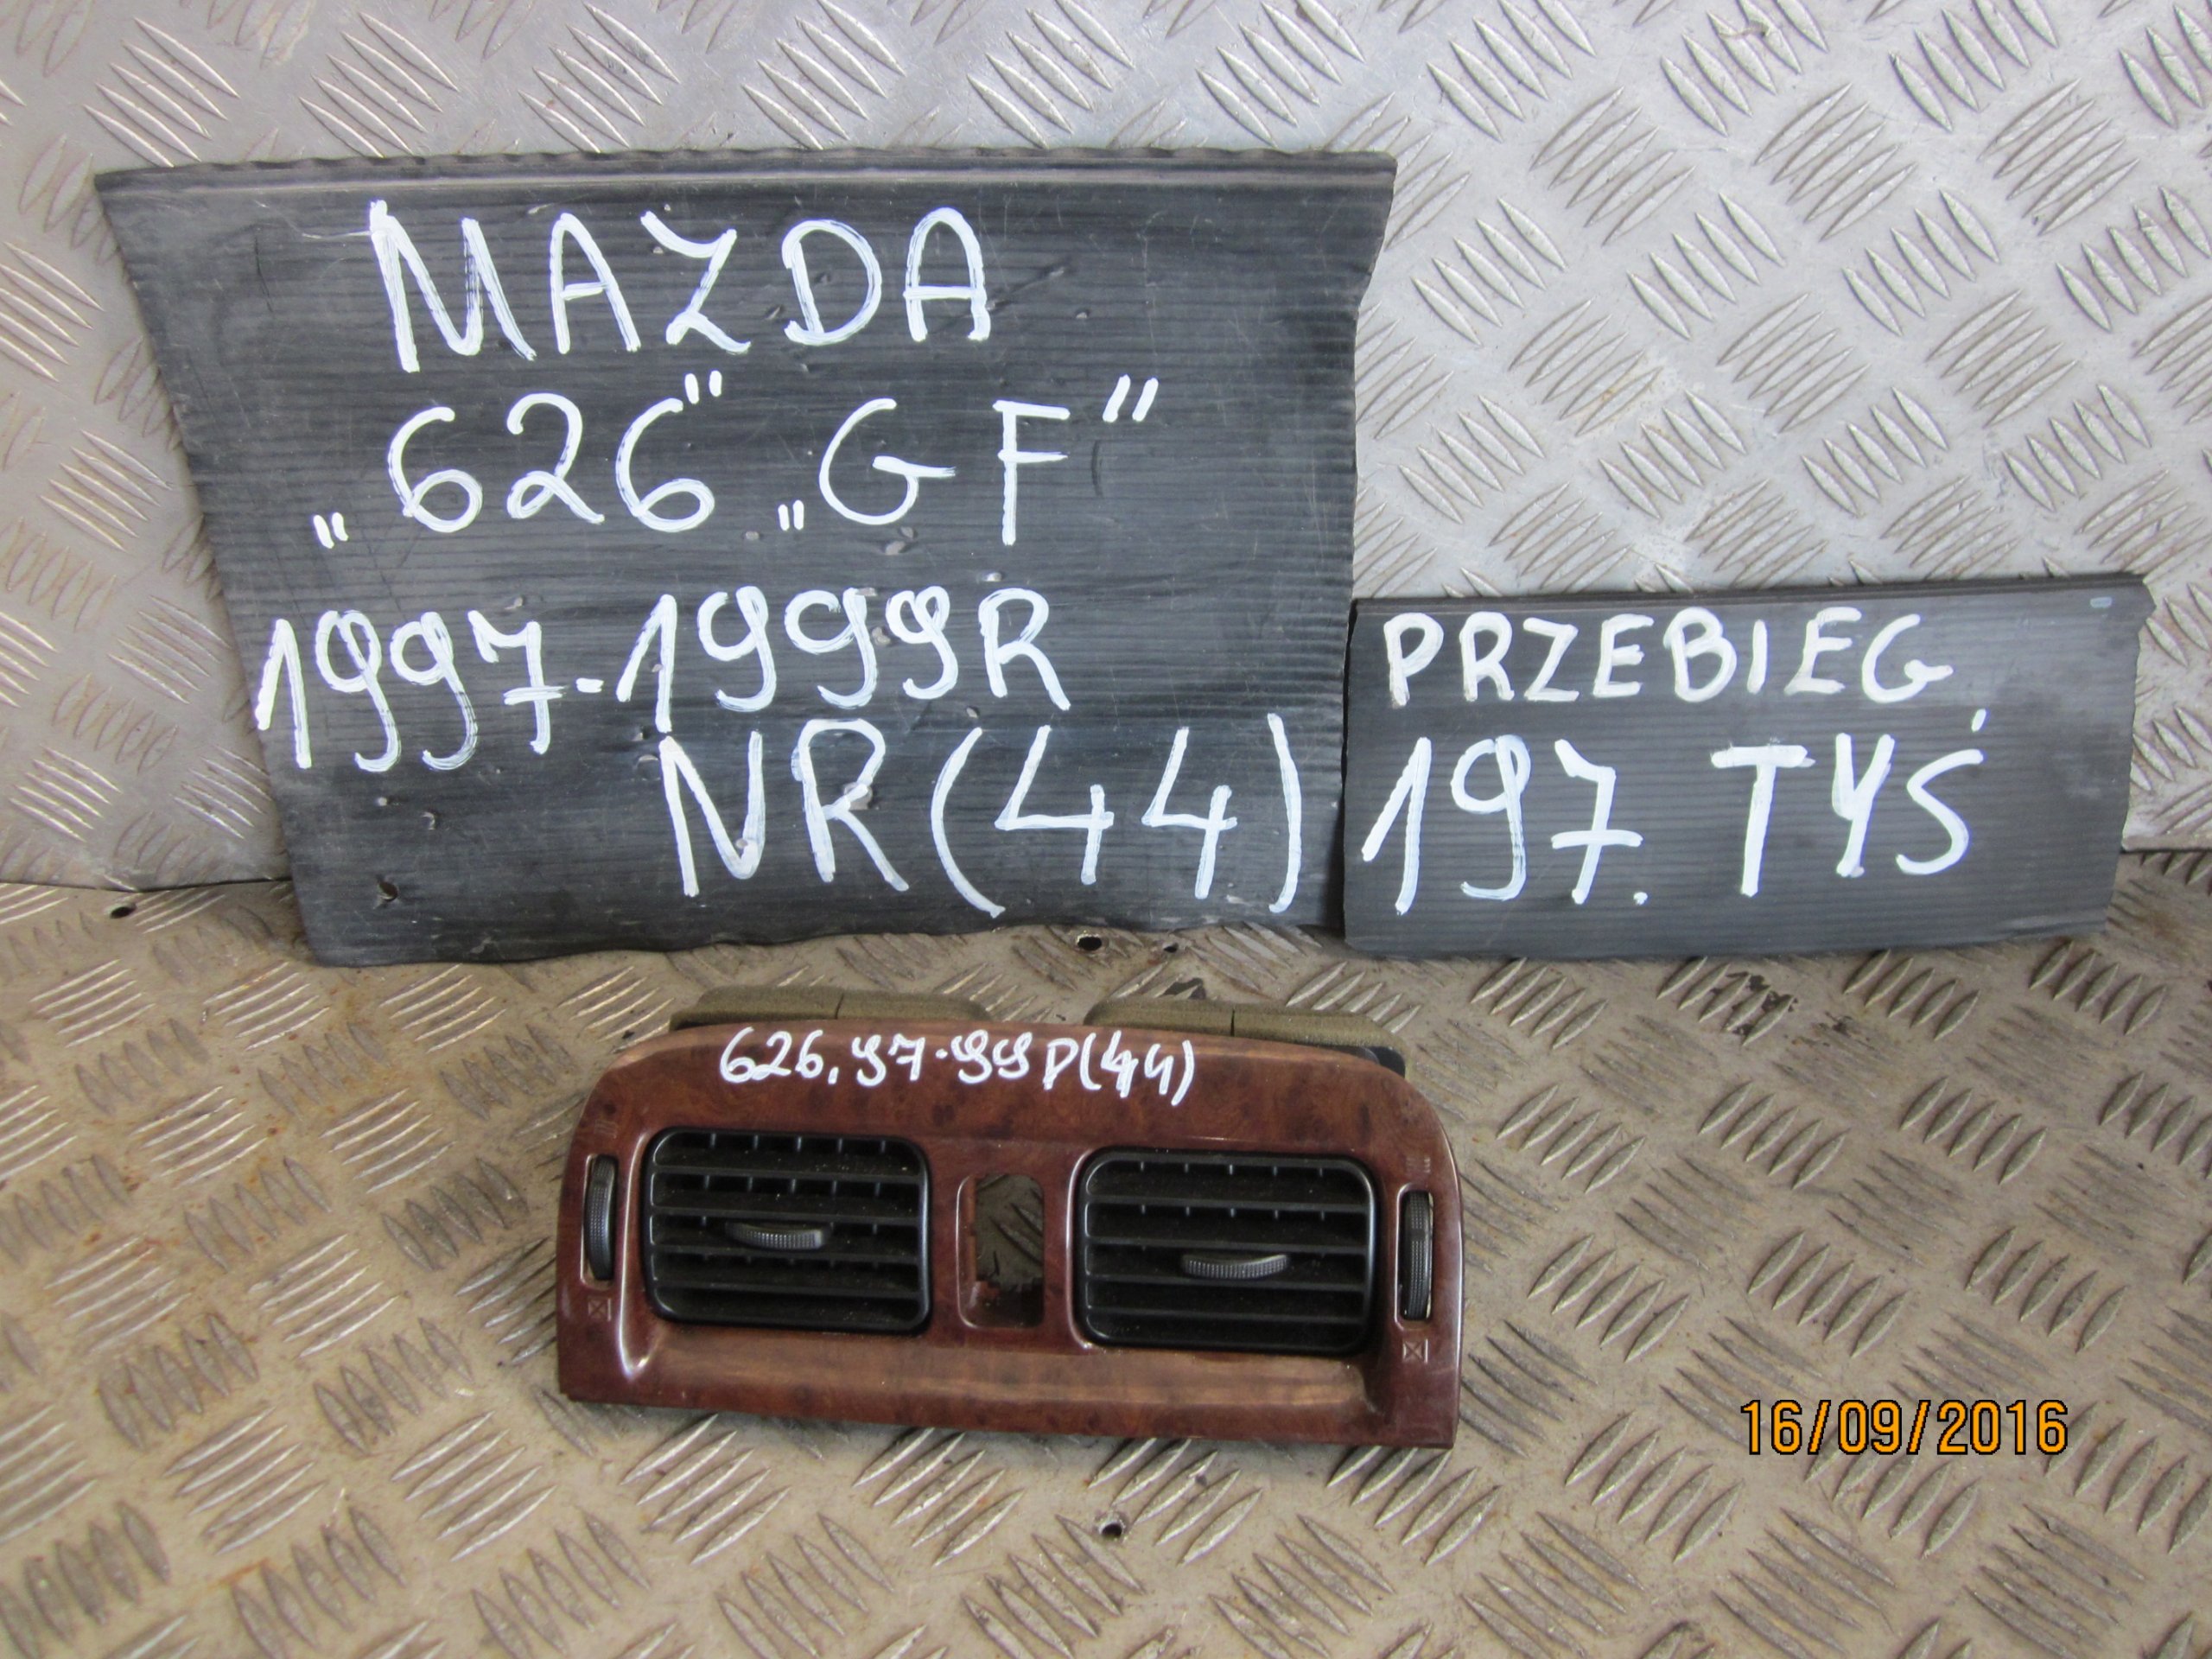 MAZDA
„626” „GF”
1997-1999R
NR(44)
PRZEBIEG
197. TYŚ
626. 97-99 P(44)
16/09/2016